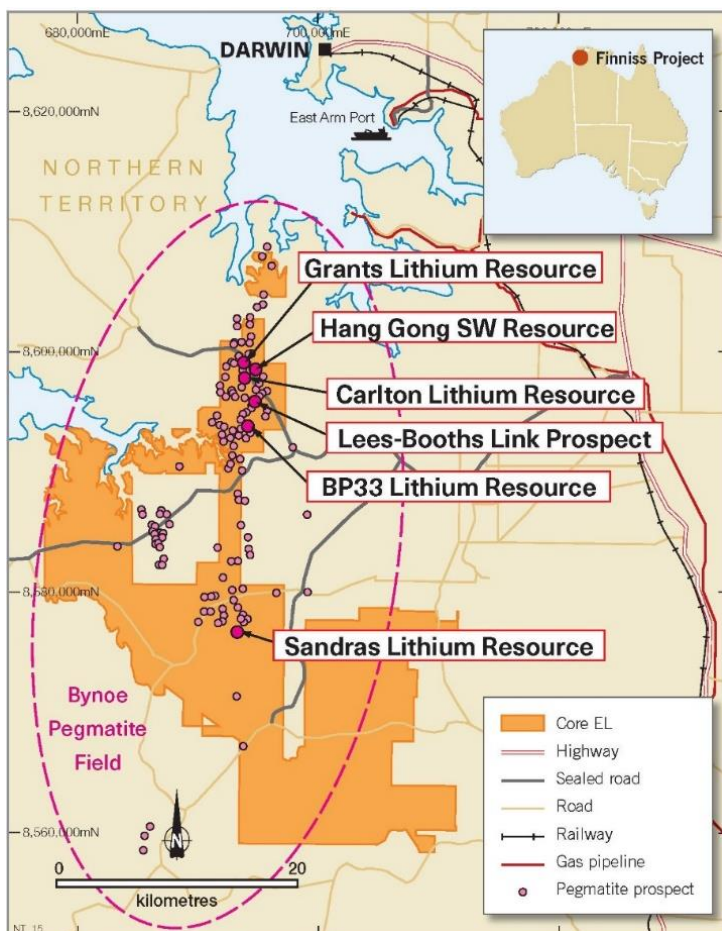 680,000mE
700,000mE
DARWIN
Finniss Project
8,620,000mN
East Arm Port
NORTHERN
TERRITORY
Grants Lithium Resource
Hang Gong SW Resource
8,600,000mN
Carlton Lithium Resource
Lees-Booths Link Prospect
BP33 Lithium Resource
8,580,000mN
Sandras Lithium Resource
Bynoe
Pegmatite
Field
Core EL
Highway
Sealed road
Road
Railway
Gas pipeline
Pegmatite prospect
8,560,000mN
N
0 20
kilometres